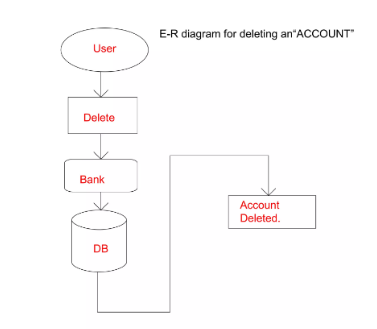 E-R diagram for deleting an“ACCOUNT”
User
Delete
Bank
DB
Account
Deleted.